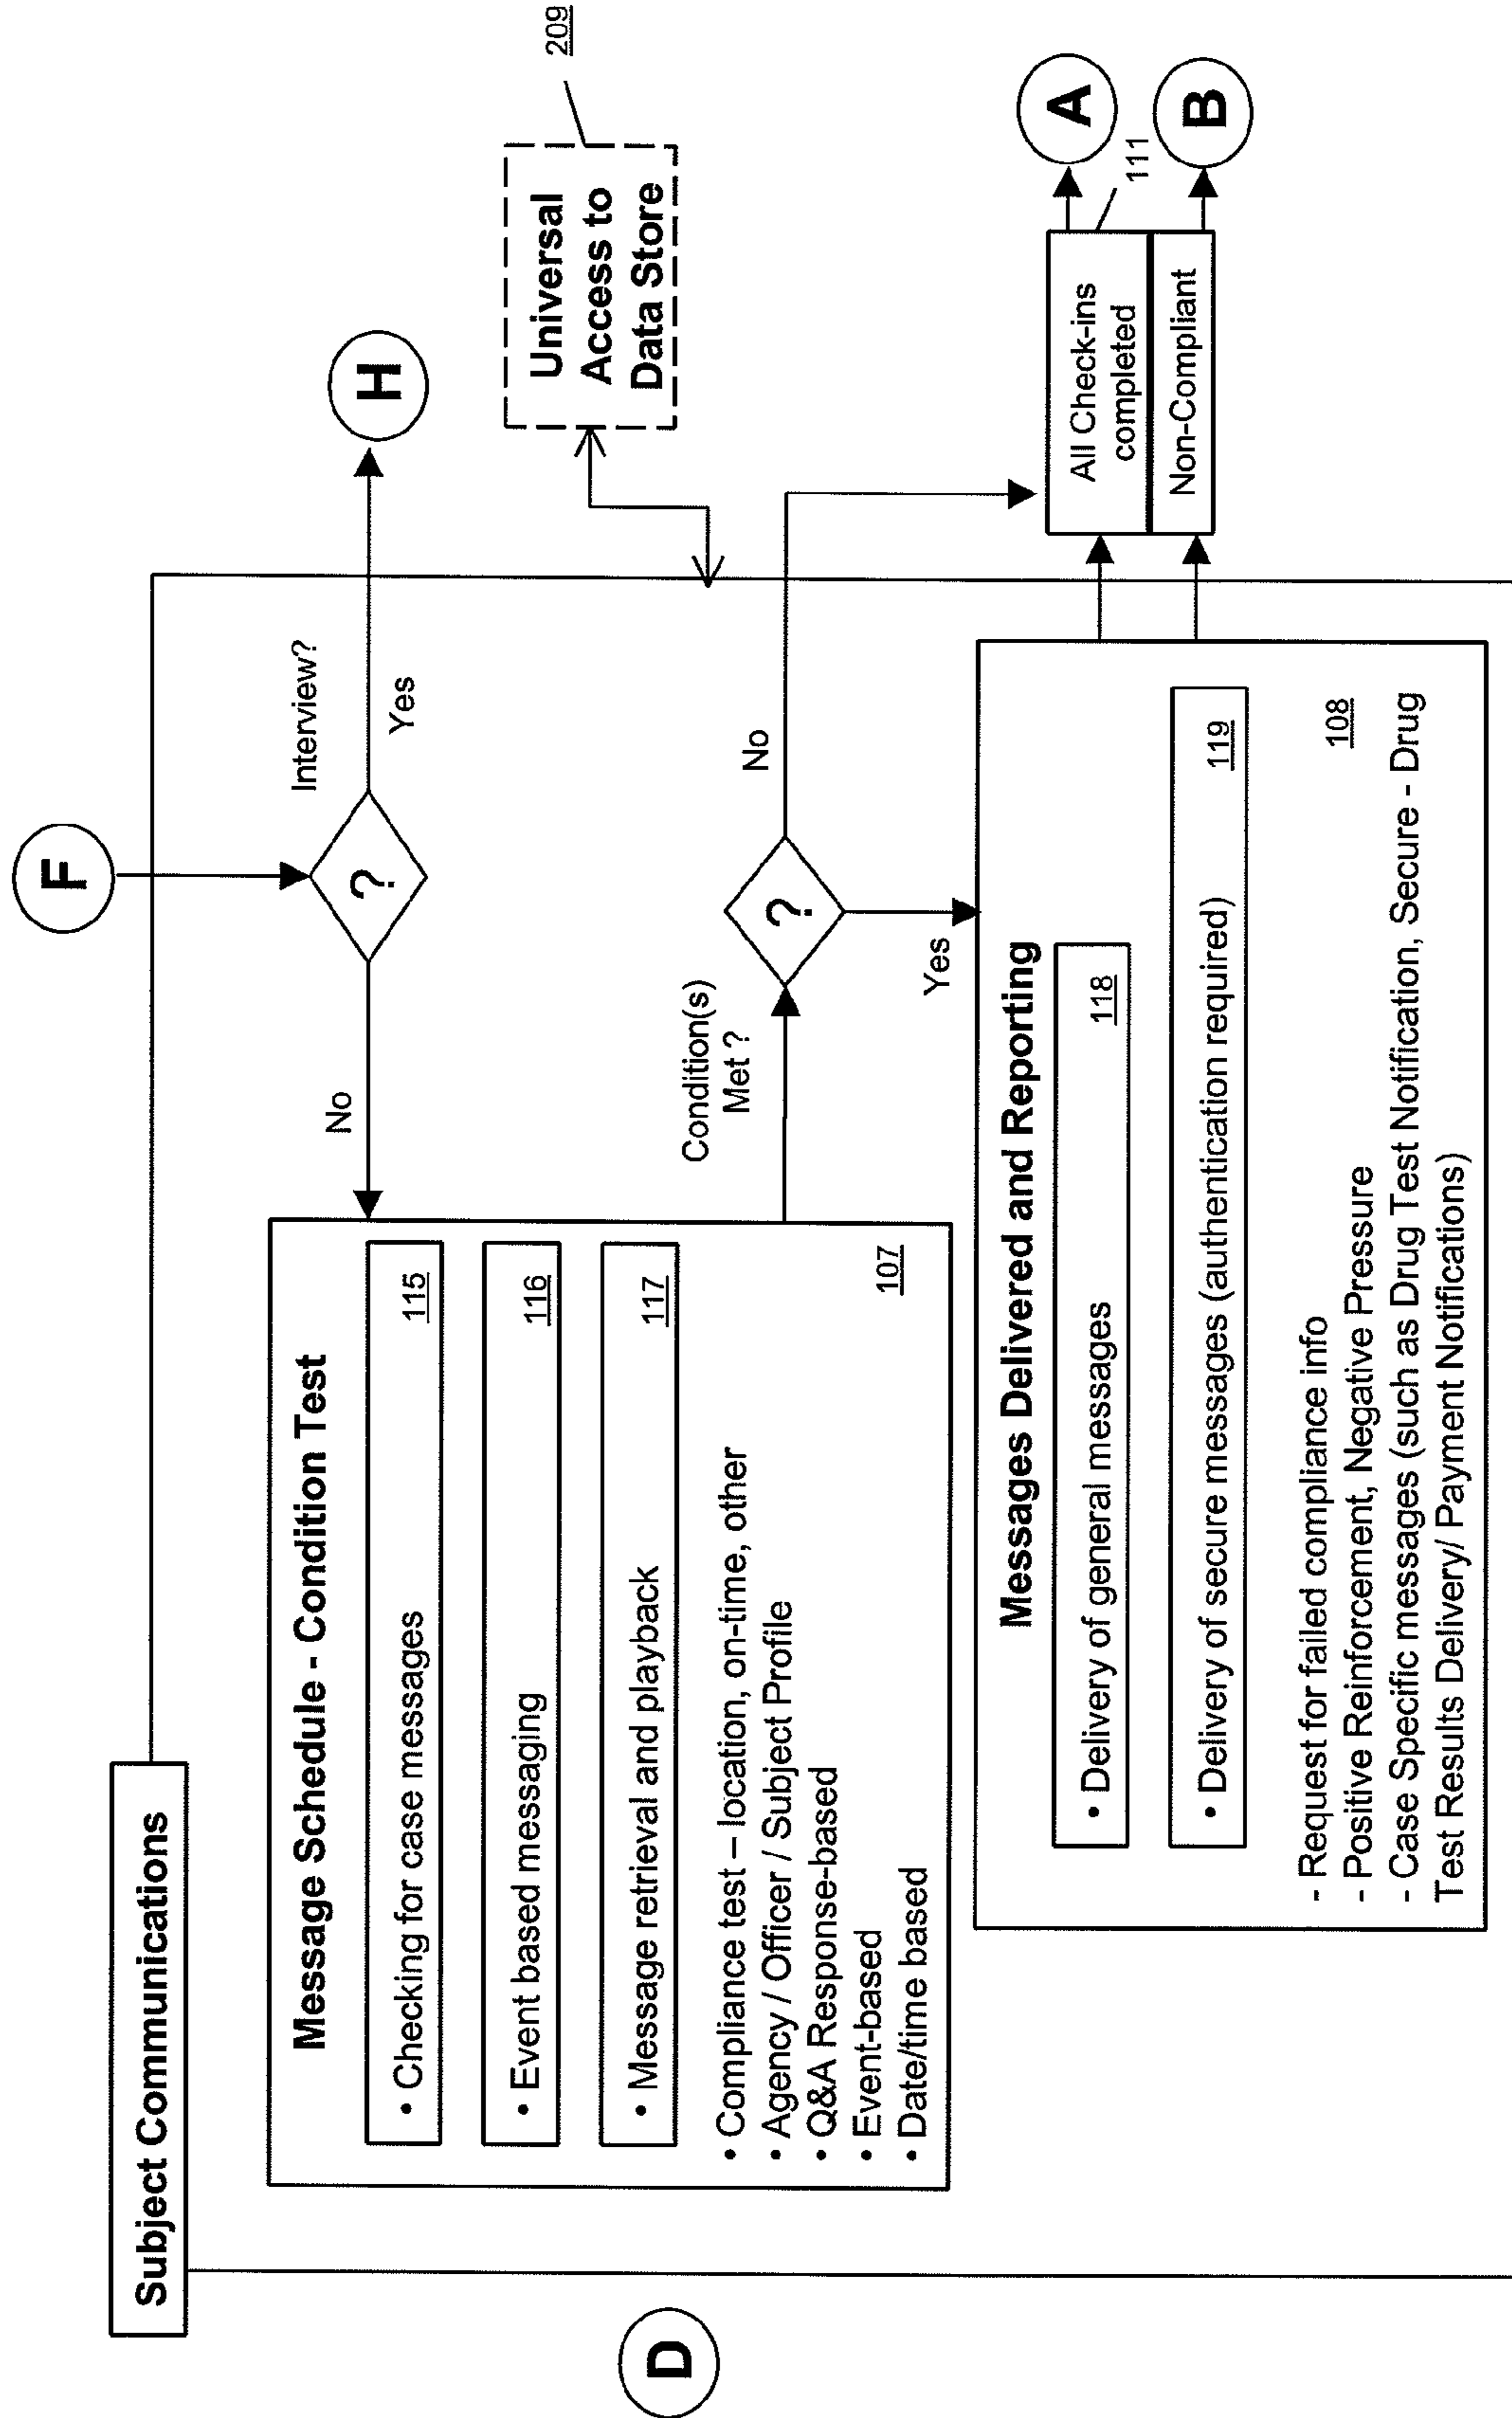 F
Subject Communications
Interview?
?
No
Yes
H
209
Universal
Access to
Data Store
D
Message Schedule - Condition Test
• Checking for case messages 115
• Event based messaging 116
• Message retrieval and playback 117
• Compliance test – location, on-time, other
• Agency / Officer / Subject Profile
• Q&A Response-based
• Event-based
• Date/time based
107
Condition(s)
Met ?
?
No
Yes
Messages Delivered and Reporting
• Delivery of general messages 118
• Delivery of secure messages (authentication required) 119
108
- Request for failed compliance info
- Positive Reinforcement, Negative Pressure
- Case Specific messages (such as Drug Test Notification, Secure - Drug
Test Results Delivery/ Payment Notifications)
All Check-ins
completed
Non-Compliant
111
A
B